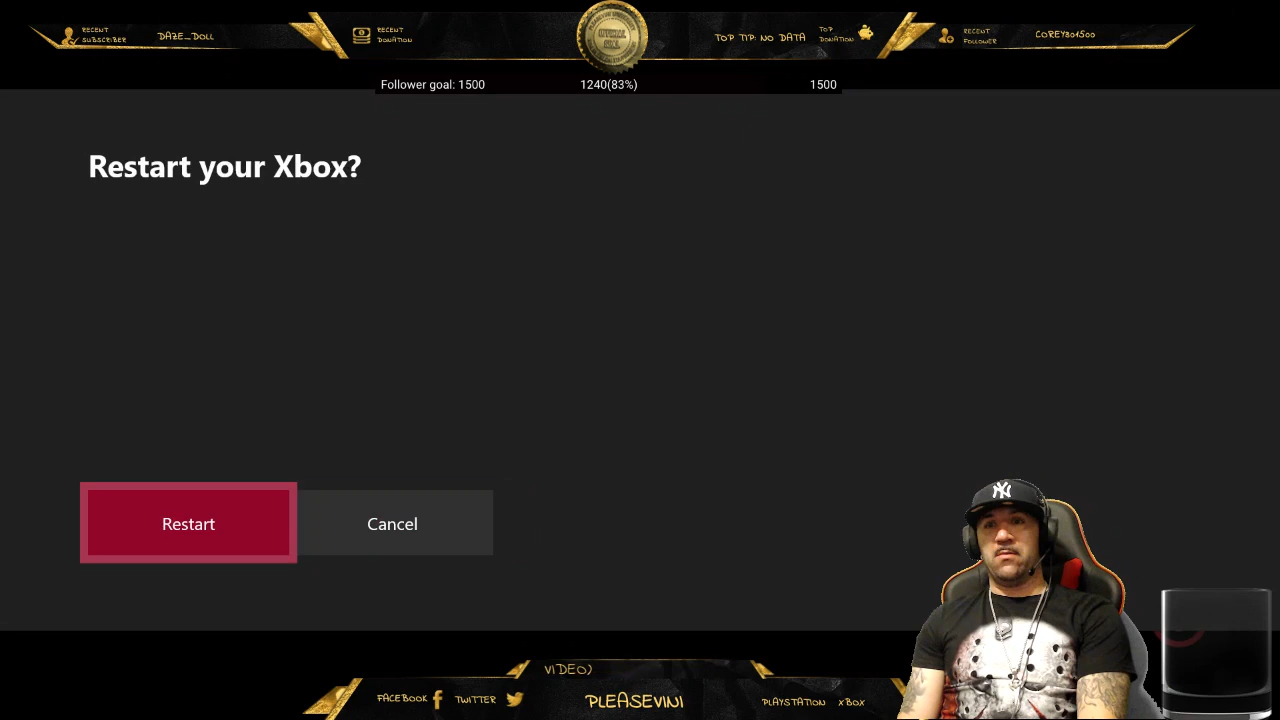 RECENT
SUBSCRIBER
DAZE_DOLL
RECENT
DONATION
TOP TIP: NO DATA
TOP
DONATION
RECENT
FOLLOWER
COREY801500
Follower goal: 1500
1240(83%)
1500
Restart your Xbox?
Restart
Cancel
NY
VIDEO)
FACEBOOK
TWITTER
PLEASEVINI
PLAYSTATION
XBOX